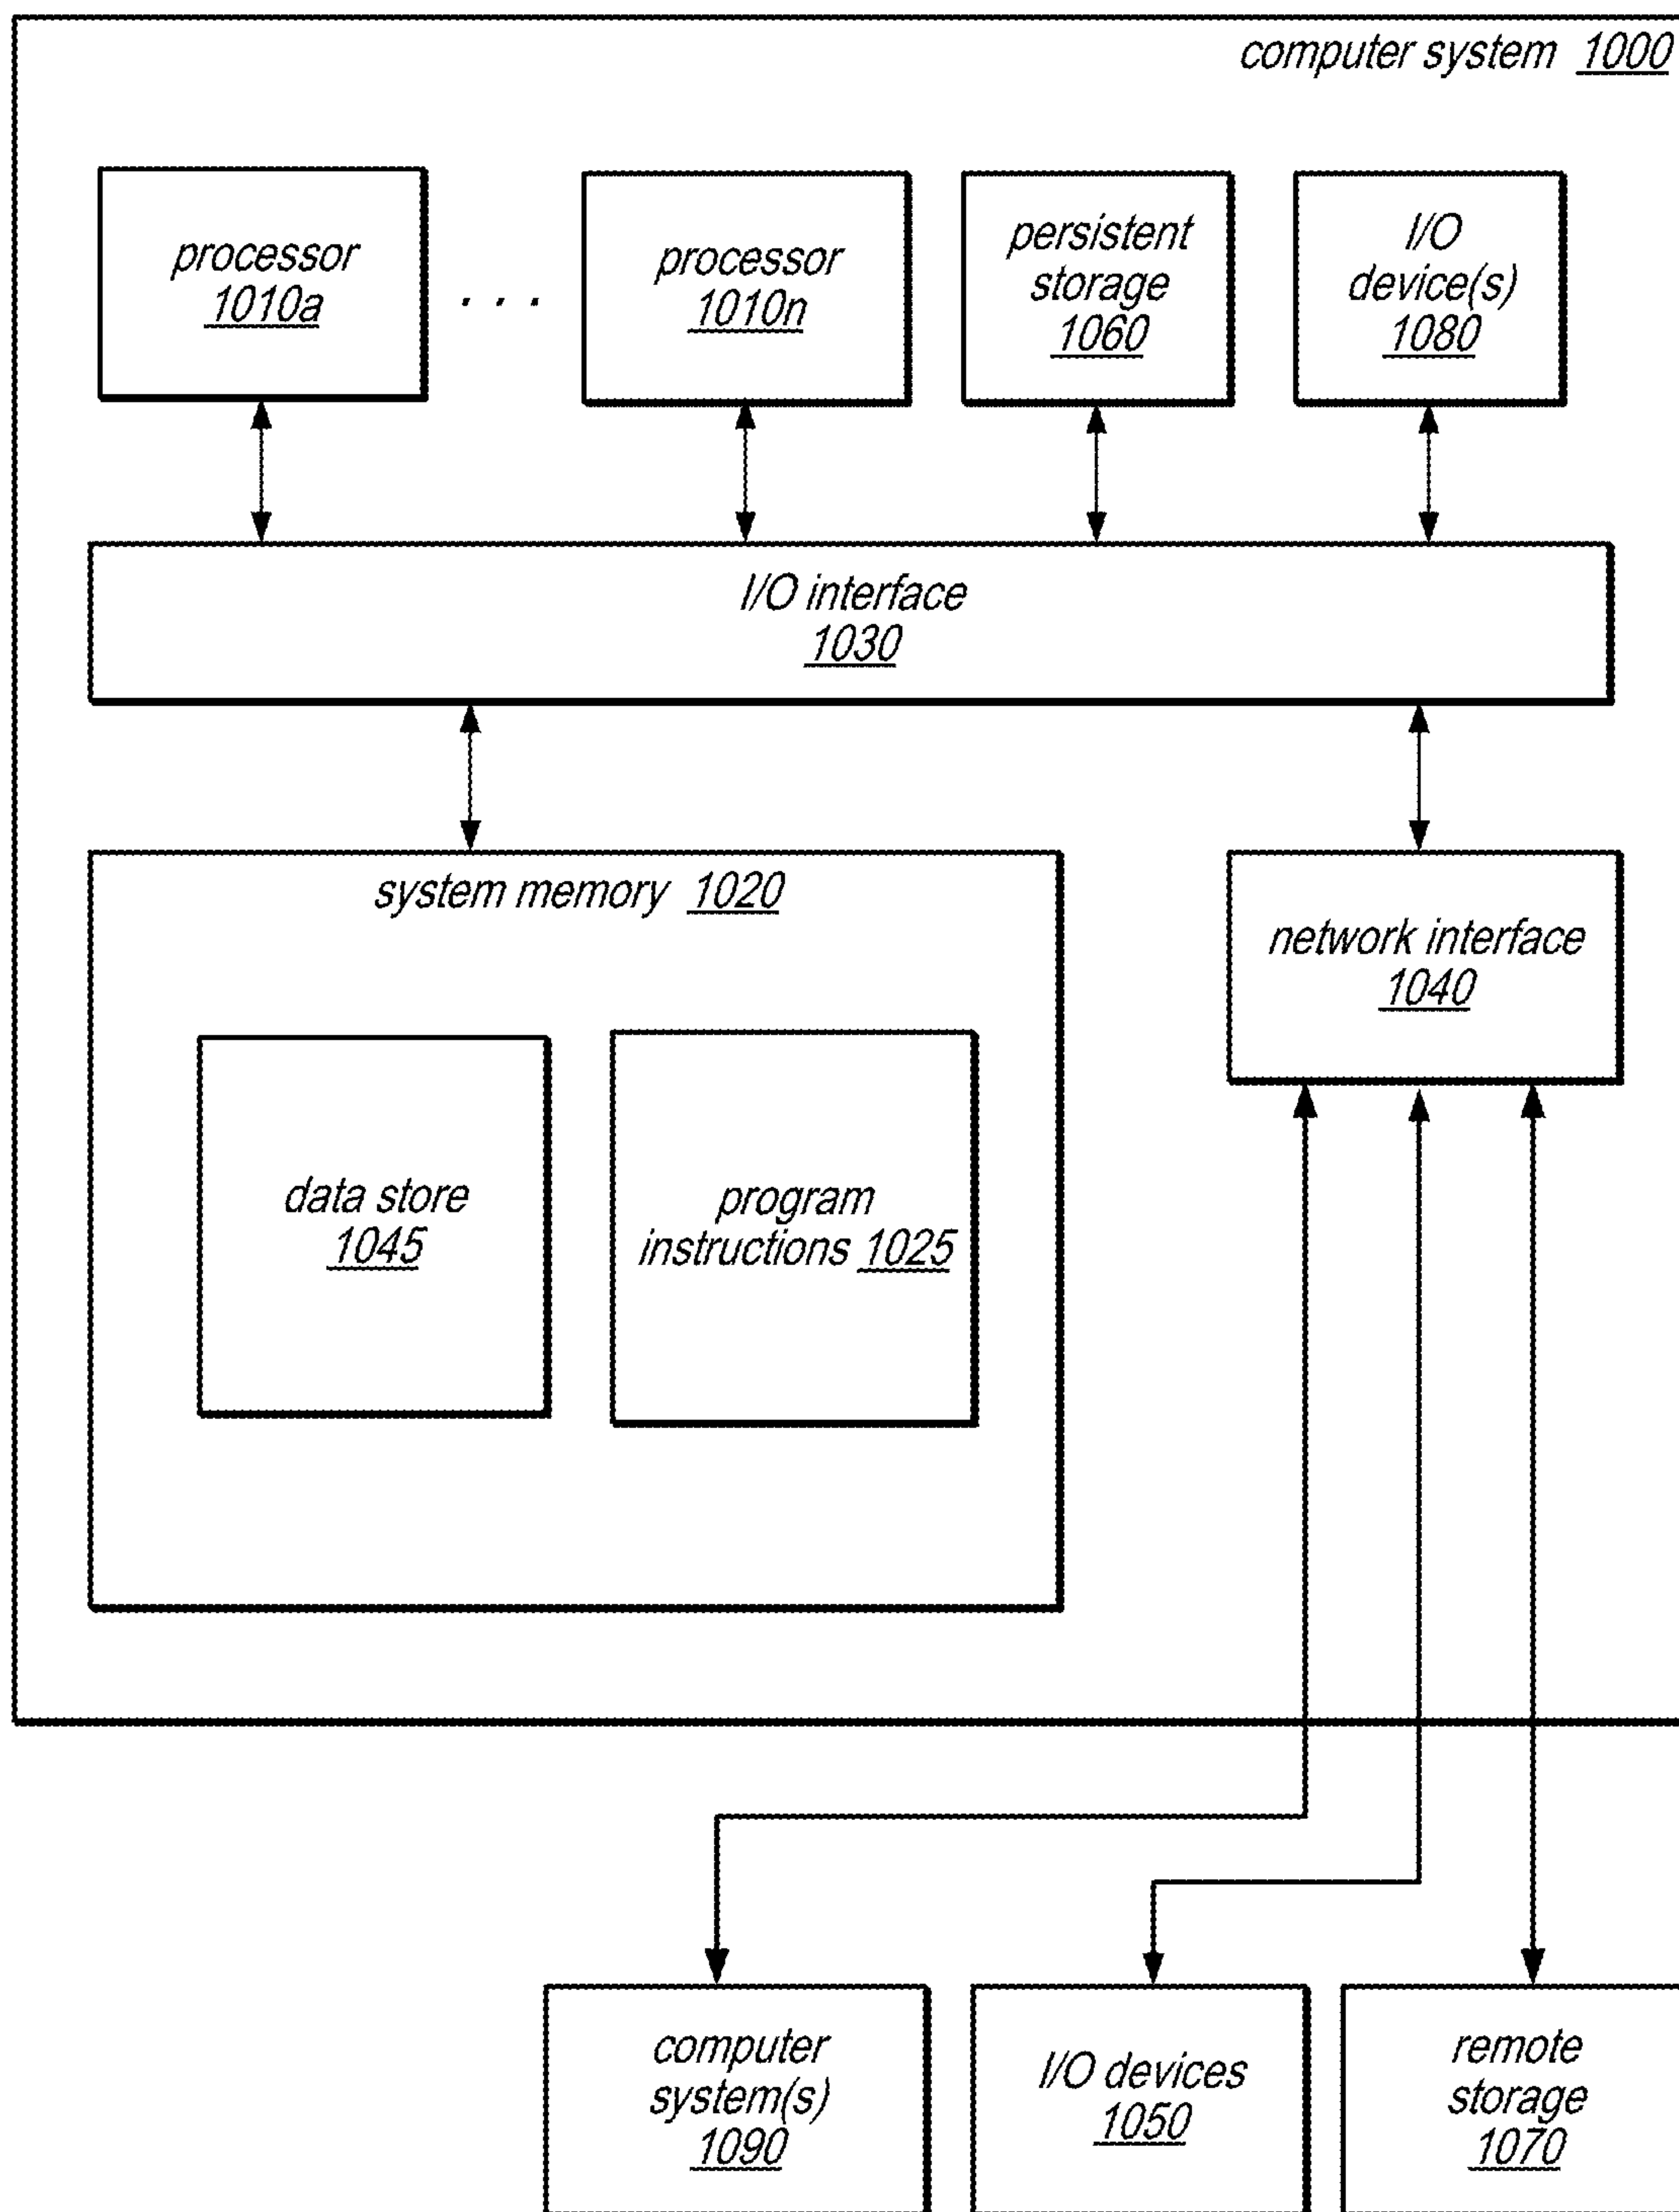 computer system 1000
processor
1010a
. . .
processor
1010n
persistent
storage
1060
I/O
device(s)
1080
I/O interface
1030
system memory 1020
network interface
1040
data store
1045
program
instructions 1025
computer
system(s)
1090
I/O devices
1050
remote
storage
1070